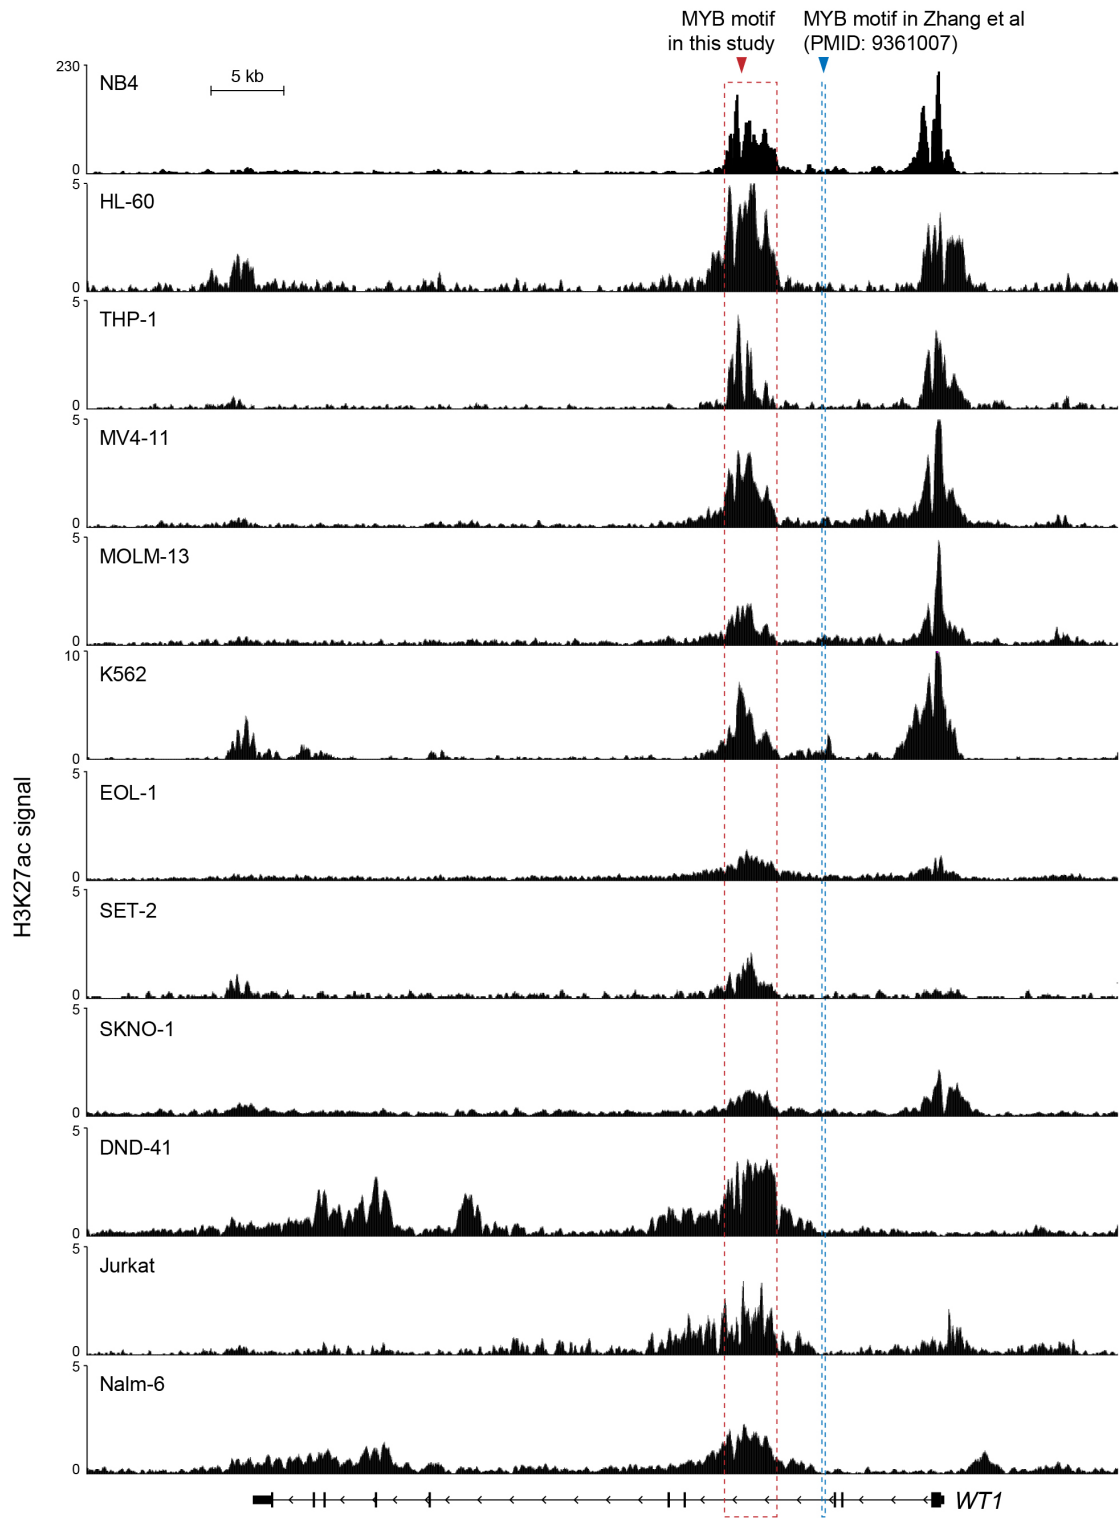 MYB motif
in this study
MYB motif in Zhang et al
(PMID: 9361007)
230
NB4
5 kb
0
5
HL-60
0
5
THP-1
0
5
MV4-11
0
5
MOLM-13
0
10
K562
0
5
EOL-1
0
5
SET-2
0
5
SKNO-1
0
5
DND-41
0
5
Jurkat
0
5
Nalm-6
0
H3K27ac signal
WT1